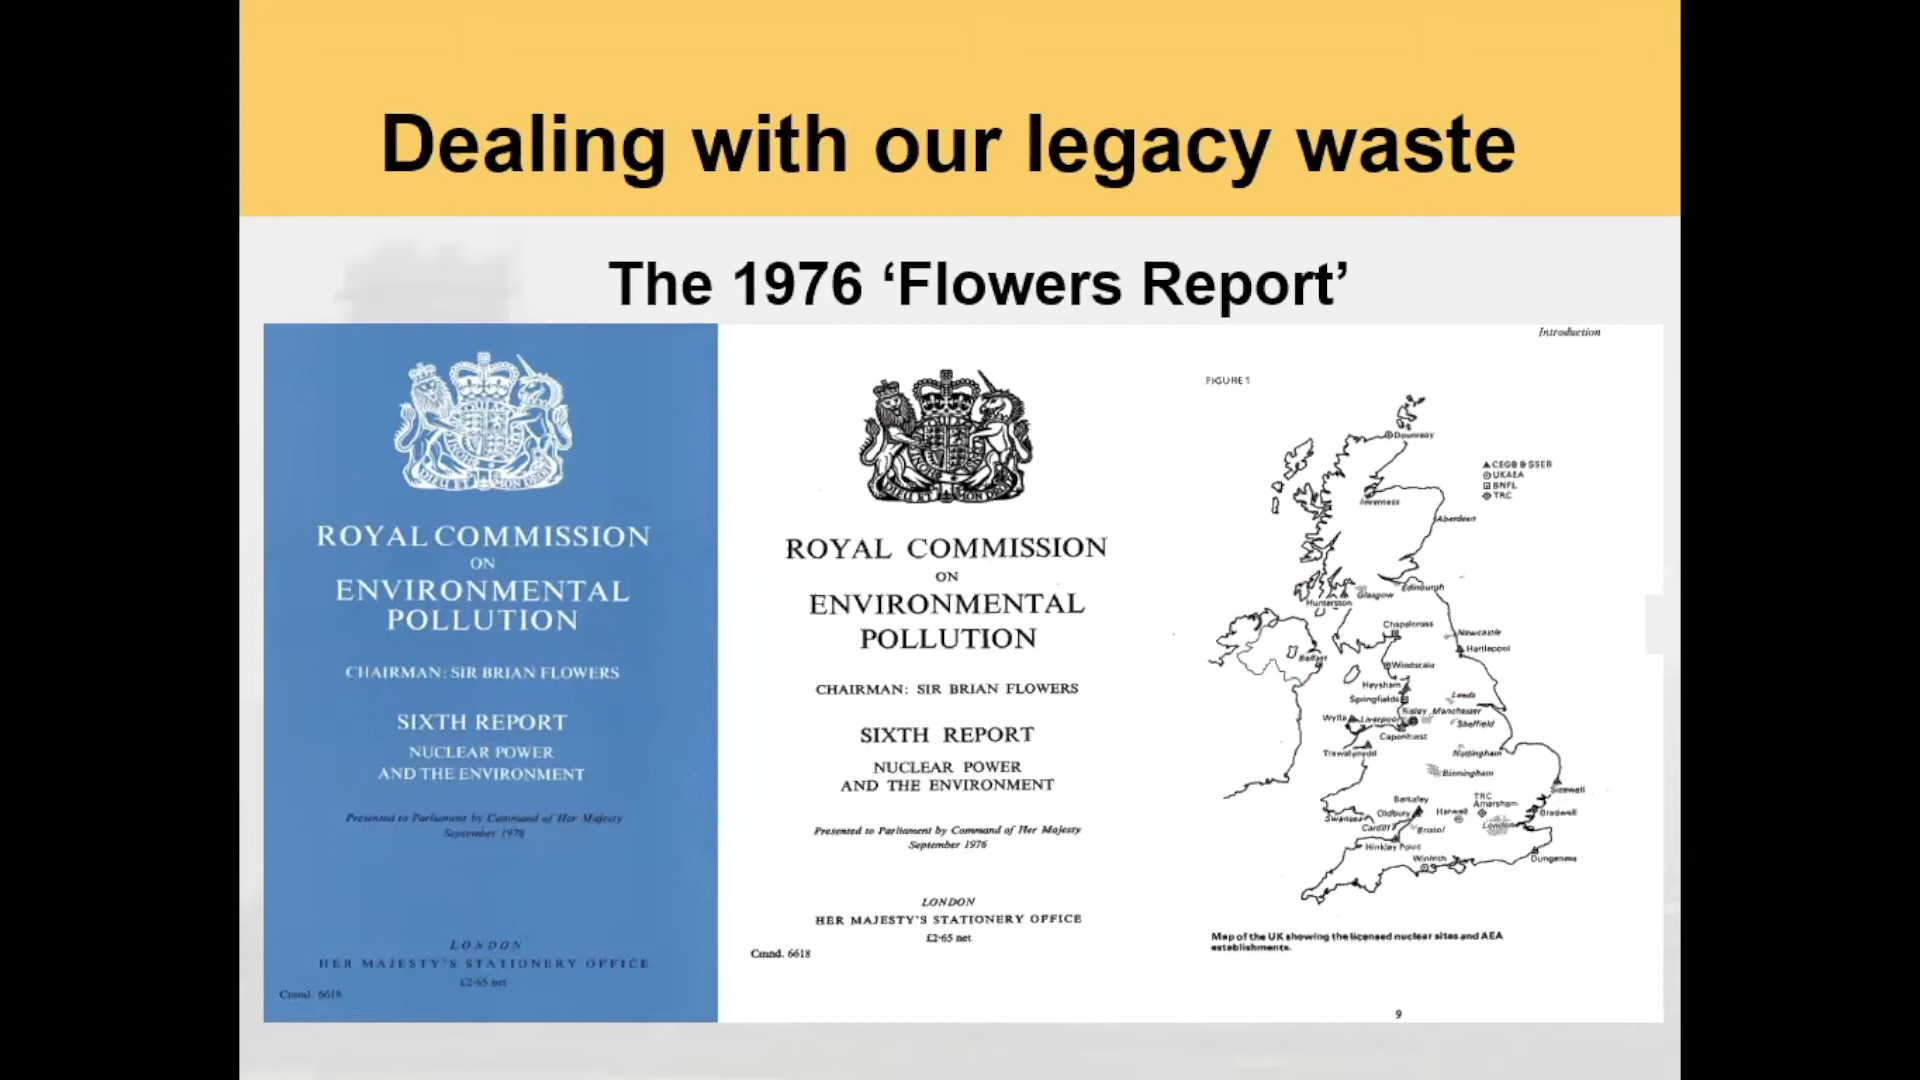 Dealing with our legacy waste
The 1976 ‘Flowers Report’
ROYAL COMMISSION
ON
ENVIRONMENTAL
POLLUTION
CHAIRMAN: SIR BRIAN FLOWERS
SIXTH REPORT
NUCLEAR POWER
AND THE ENVIRONMENT
Presented to Parliament by Command of Her Majesty
September 1976
LONDON
HER MAJESTY'S STATIONERY OFFICE
£2·65 net
Cmnd. 6618
DIEU ET MON DROIT
ROYAL COMMISSION
ON
ENVIRONMENTAL
POLLUTION
CHAIRMAN: SIR BRIAN FLOWERS
SIXTH REPORT
NUCLEAR POWER
AND THE ENVIRONMENT
Presented to Parliament by Command of Her Majesty
September 1976
LONDON
HER MAJESTY'S STATIONERY OFFICE
£2·65 net
Cmnd. 6618
Introduction
FIGURE 1
Dounreay
CEGB & SSEB
UKAEA
BNFL
TRC
Inverness
Aberdeen
Edinburgh
Glasgow
Hunterston
Chapelcross
Newcastle
Hartlepool
Belfast
Windscale
Heysham
Springfields
Leeds
Risley Manchester
Wylfa Liverpool
Sheffield
Capenhurst
Trawsfynydd
Nottingham
Birmingham
Sizewell
Berkeley
TRC
Amersham
Oldbury
Harwell
Bradwell
Swansea
London
Cardiff
Bristol
Hinkley Point
Winfrith
Dungeness
Map of the UK showing the licensed nuclear sites and AEA
establishments.
9